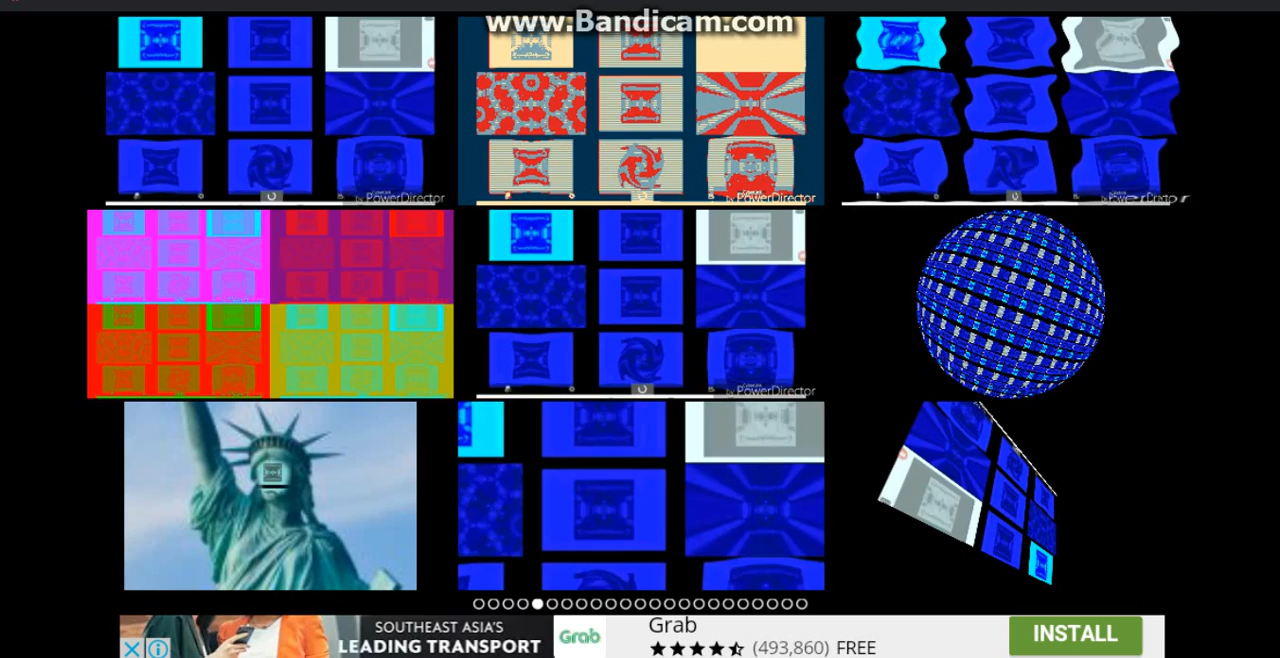 www.Bandicam.com
by PowerDirector
by PowerDirector
by PowerDirector
SOUTHEAST ASIA'S
LEADING TRANSPORT
Grab
Grab
(493,860) FREE
INSTALL